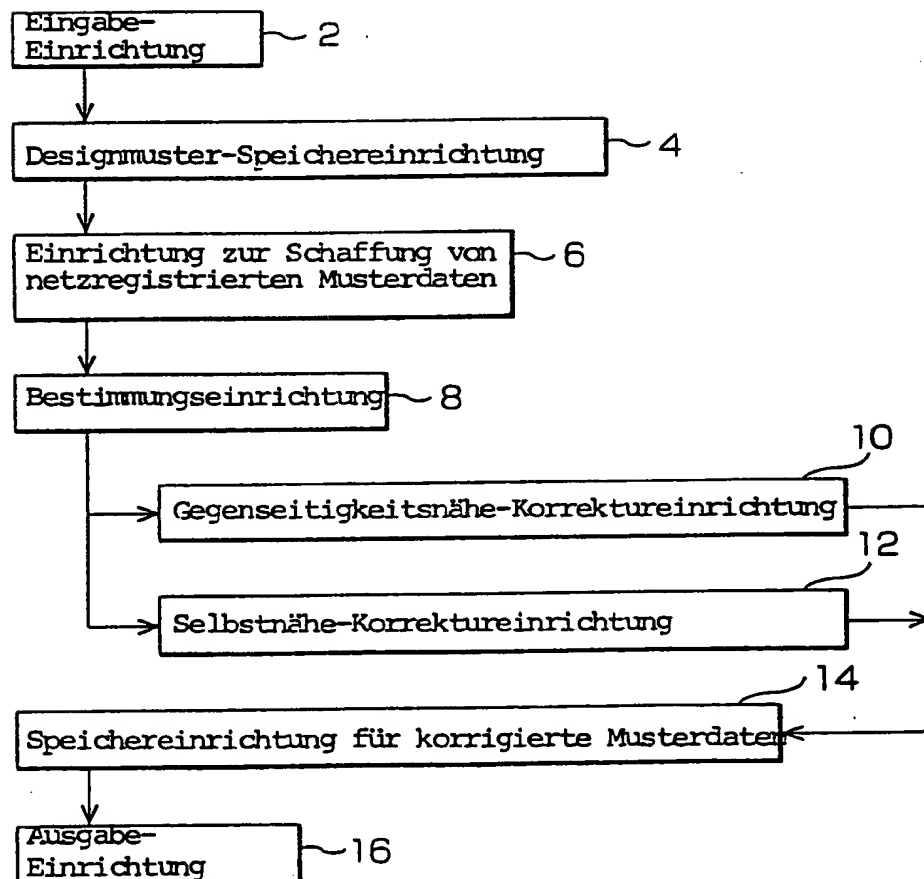 Eingabe-
Einrichtung
2
Designmuster-Speichereinrichtung
4
Einrichtung zur Schaffung von
netzregistrierten Musterdaten
6
Bestimmungseinrichtung
8
10
Gegenseitigkeitsnähe-Korrektureinrichtung
12
Selbstnähe-Korrektureinrichtung
14
Speichereinrichtung für korrigierte Musterdaten
Ausgabe-
Einrichtung
16